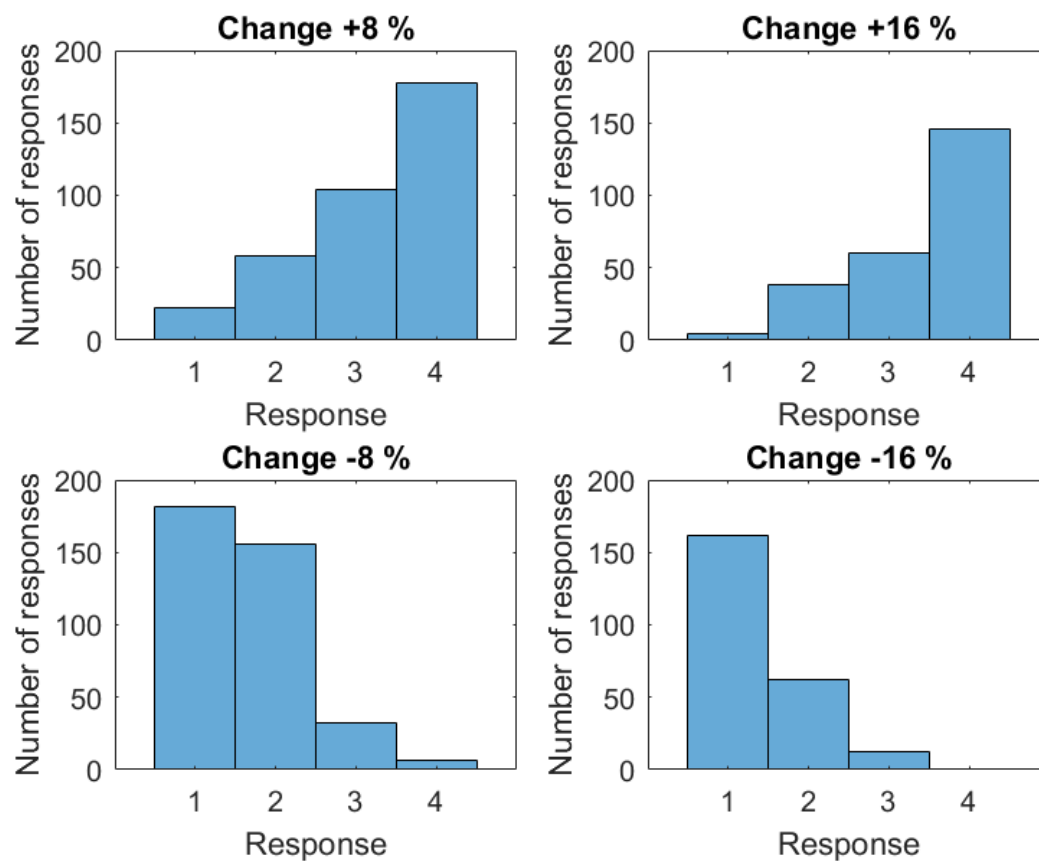 Change +8 %
Number of responses
200
150
100
50
0
1 2 3 4
Response
Change +16 %
Number of responses
200
150
100
50
0
1 2 3 4
Response
Change -8 %
Number of responses
200
150
100
50
0
1 2 3 4
Response
Change -16 %
Number of responses
200
150
100
50
0
1 2 3 4
Response